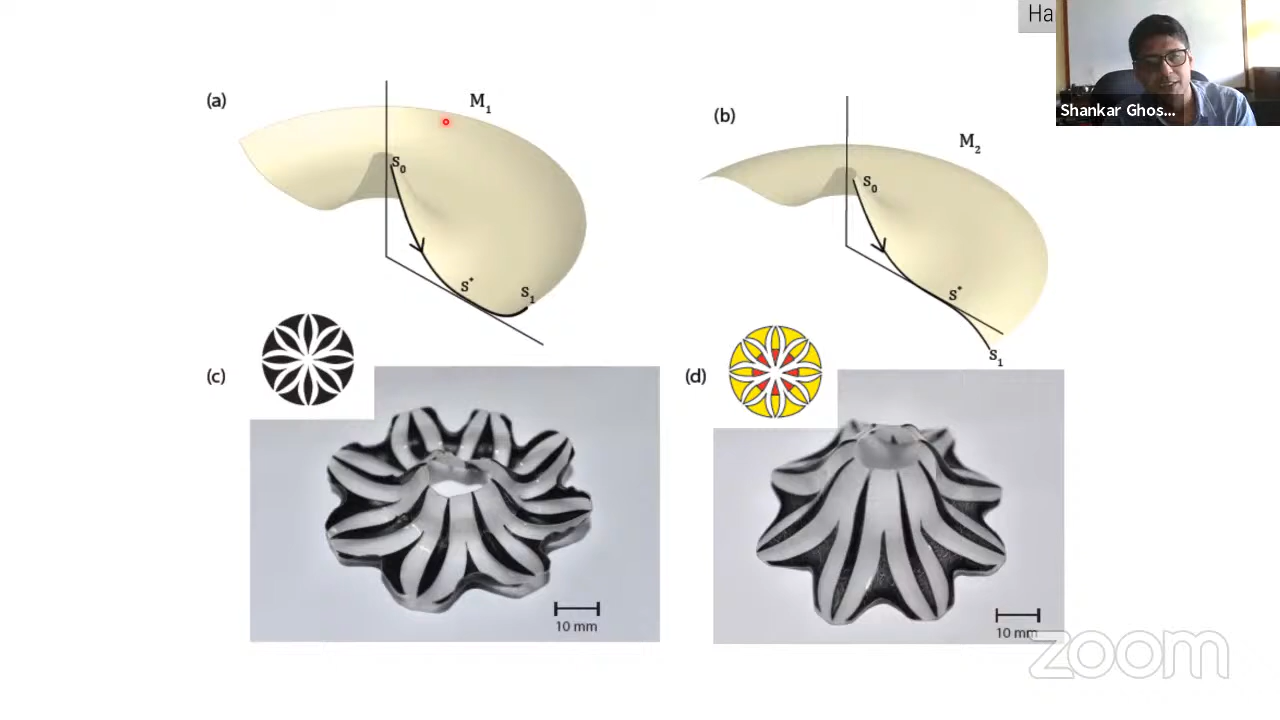 Ha
Shankar Ghos...
(a)
M1
S0
S*
S1
(b)
M2
S0
S*
S1
(c)
10 mm
(d)
10 mm
zoom